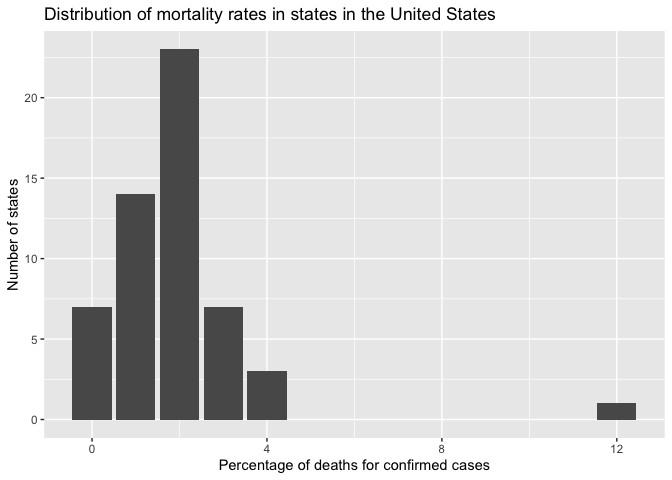 Distribution of mortality rates in states in the United States
Number of states
20
15
10
5
0
0 4 8 12
Percentage of deaths for confirmed cases